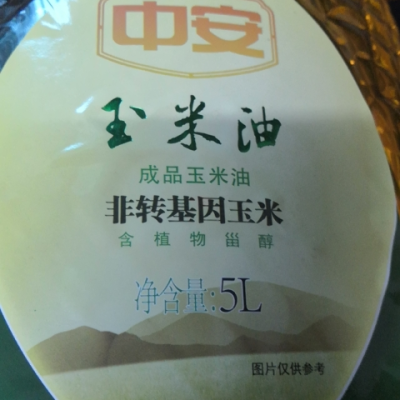 中安
玉米油
成品玉米油
非转基因玉米
含植物甾醇
净含量:5L
图片仅供参考